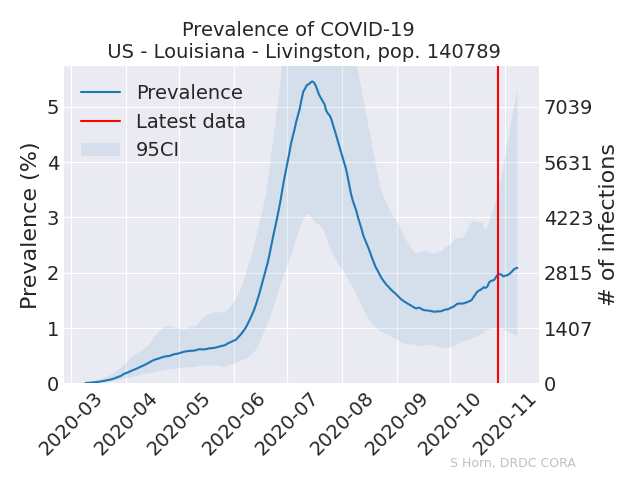 Prevalence of COVID-19
US - Louisiana - Livingston, pop. 140789
Prevalence
Latest data
95CI
Prevalence (%)
5
4
3
2
1
0
7039
5631
4223
2815
1407
0
# of infections
2020-03
2020-04
2020-05
2020-06
2020-07
2020-08
2020-09
2020-10
2020-11
S Horn, DRDC CORA